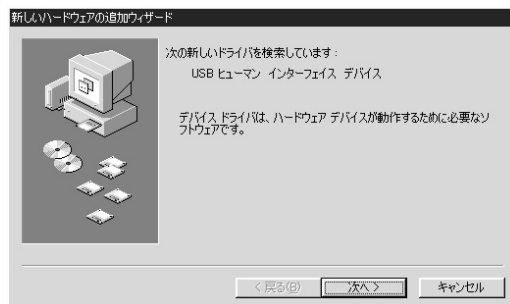 新しいハードウェアの追加ウィザード
次の新しいドライバを検索しています:
USB ヒューマン インターフェイス デバイス
デバイス ドライバは、ハードウェア デバイスが動作するために必要なソ
フトウェアです。
< 戻る(B)
次へ >
キャンセル